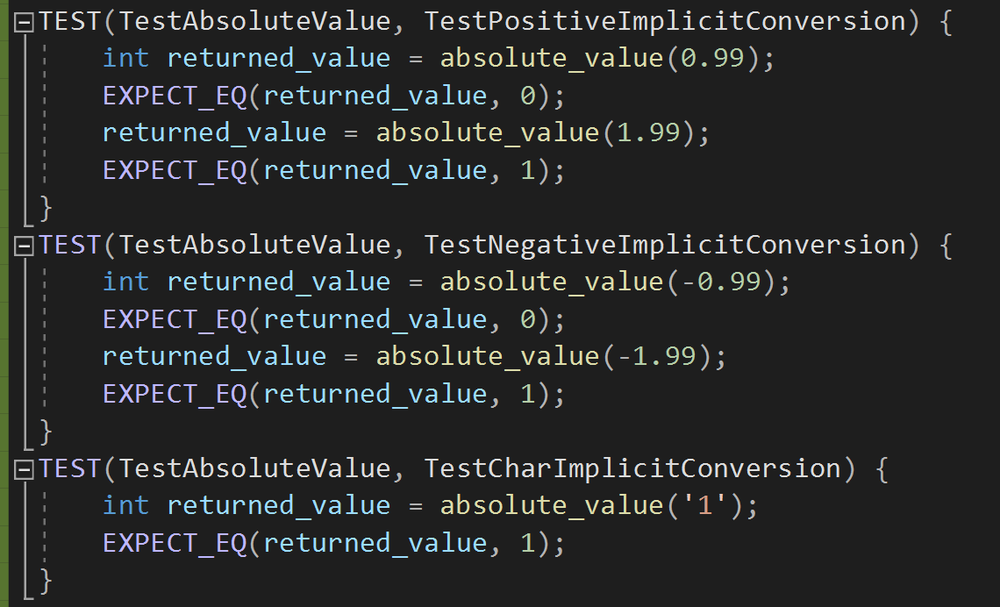 TEST(TestAbsoluteValue, TestPositiveImplicitConversion) {
    int returned_value = absolute_value(0.99);
    EXPECT_EQ(returned_value, 0);
    returned_value = absolute_value(1.99);
    EXPECT_EQ(returned_value, 1);
}
TEST(TestAbsoluteValue, TestNegativeImplicitConversion) {
    int returned_value = absolute_value(-0.99);
    EXPECT_EQ(returned_value, 0);
    returned_value = absolute_value(-1.99);
    EXPECT_EQ(returned_value, 1);
}
TEST(TestAbsoluteValue, TestCharImplicitConversion) {
    int returned_value = absolute_value('1');
    EXPECT_EQ(returned_value, 1);
}